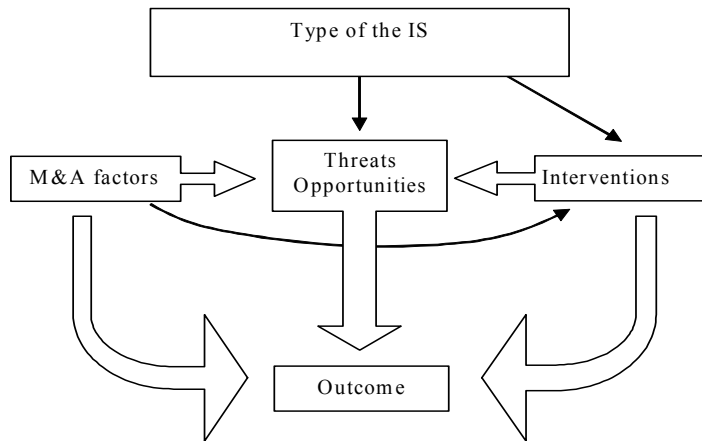 Type of the IS
M&A factors
Threats
Opportunities
Interventions
Outcome